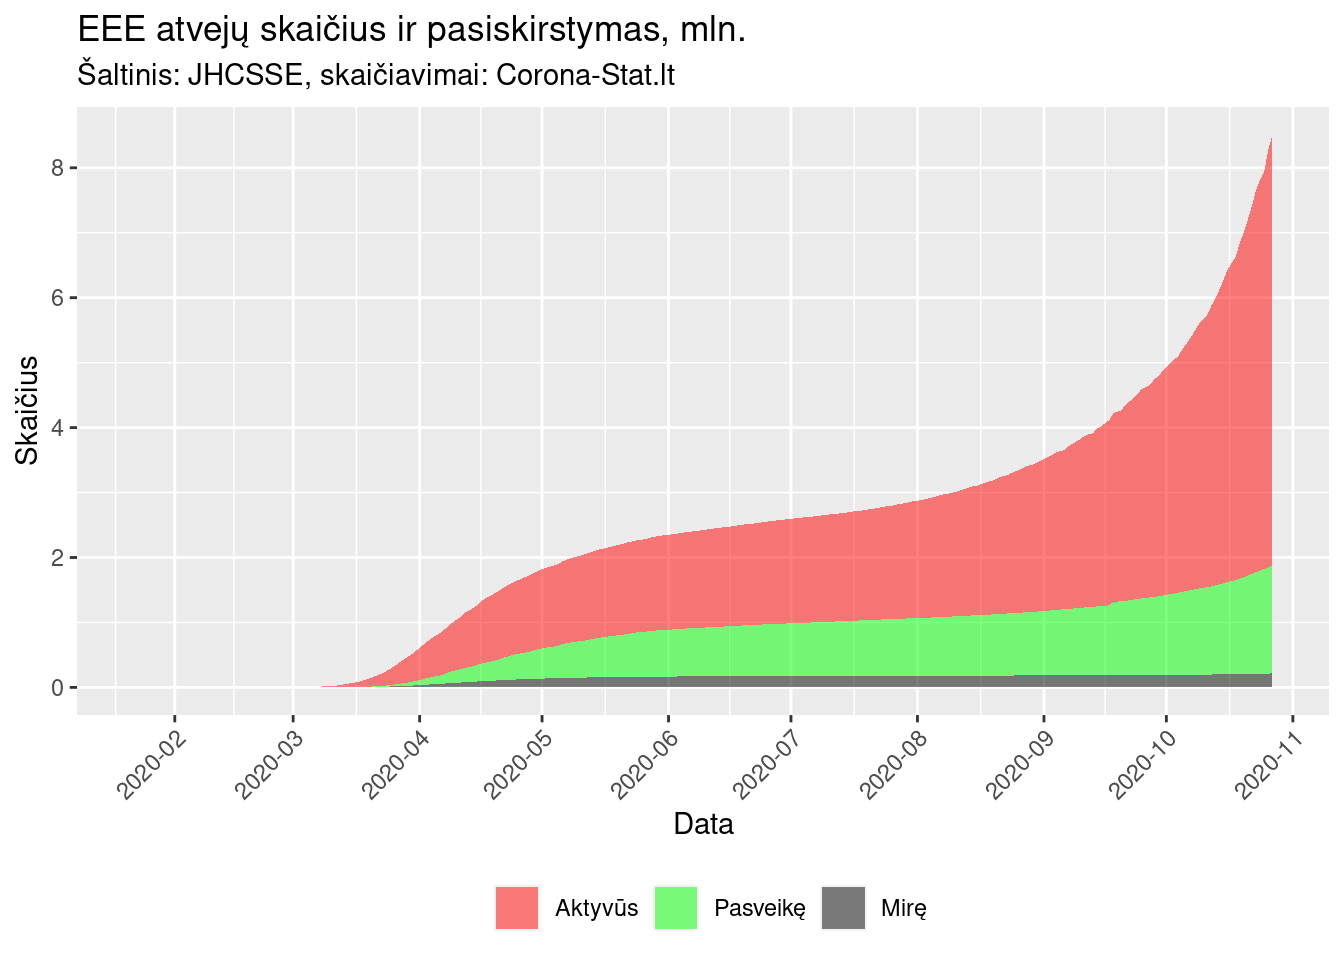 EEE atvejų skaičius ir pasiskirstymas, mln.
Šaltinis: JHCSSE, skaičiavimai: Corona-Stat.lt
8
6
4
2
0
Skaičius
2020-02
2020-03
2020-04
2020-05
2020-06
2020-07
2020-08
2020-09
2020-10
2020-11
Data
Aktyvūs
Pasveikę
Mirę